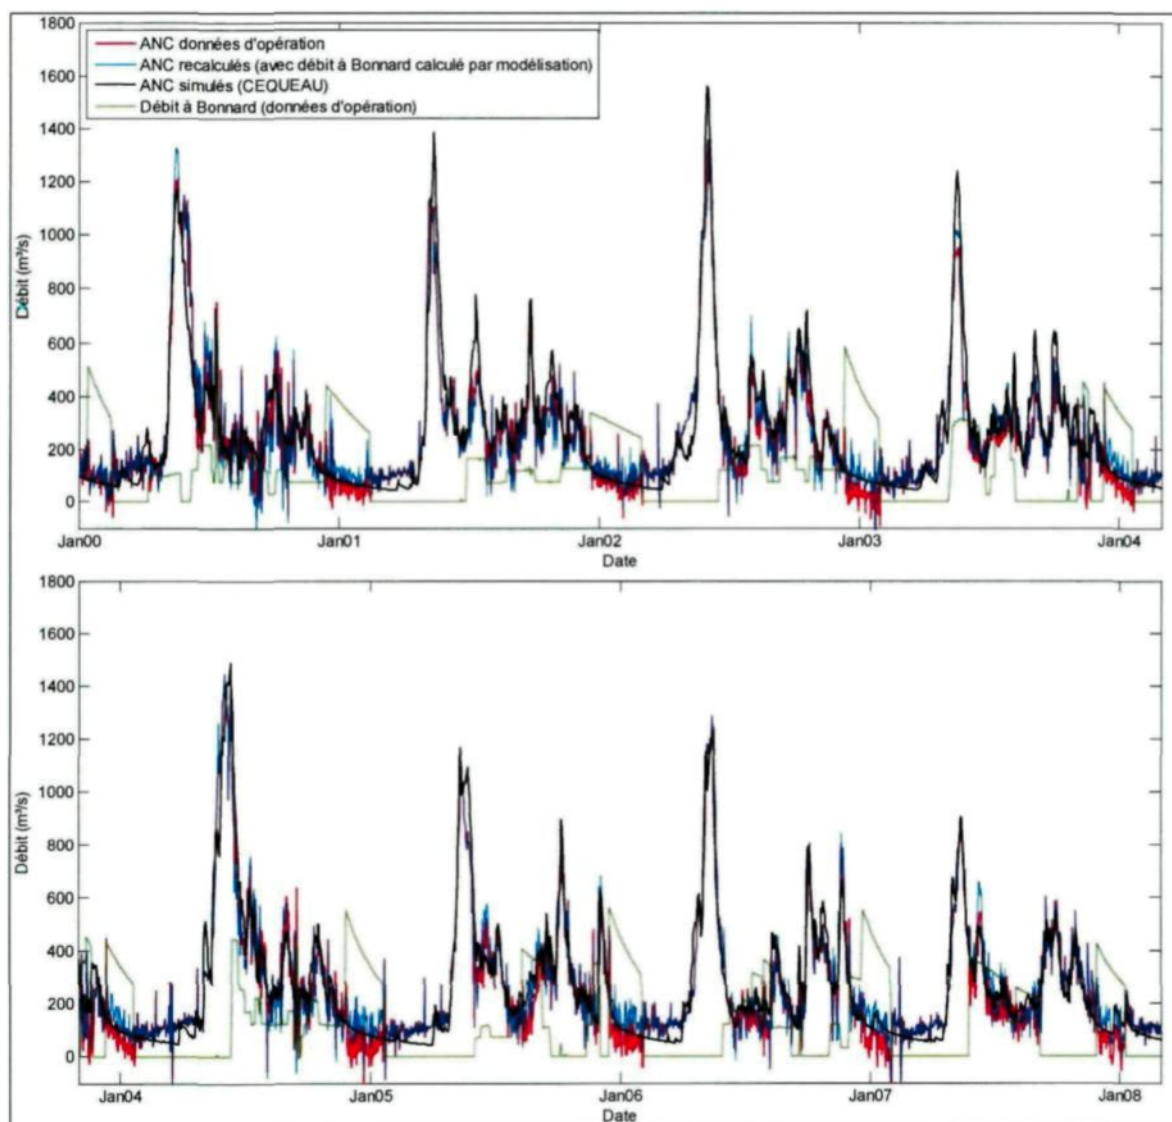 1800
1600
1400
1200
1000
800
600
400
200
0
Débit (m³/s)
ANC données d'opération
ANC recalculés (avec débit à Bonnard calculé par modélisation)
ANC simulés (CEQUEAU)
Débit à Bonnard (données d'opération)
Jan00 Jan01 Jan02 Jan03 Jan04
Date
1800
1600
1400
1200
1000
800
600
400
200
0
Débit (m³/s)
Jan04 Jan05 Jan06 Jan07 Jan08
Date